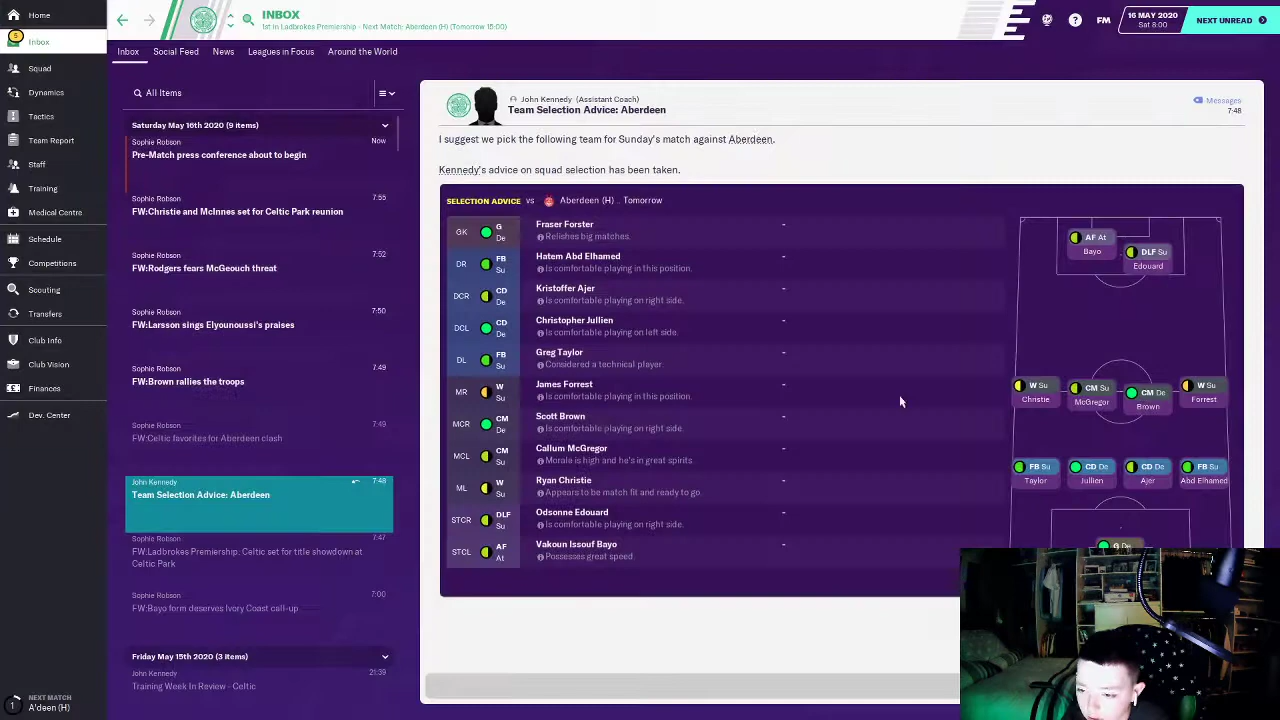 Home
INBOX
1st in Ladbrokes Premiership - Next Match: Aberdeen (H) (Tomorrow 15:00)
FM
16 MAY 2020
Sat 8:00
NEXT UNREAD
5
Inbox
Squad
Dynamics
Tactics
Team Report
Staff
Training
Medical Centre
Schedule
Competitions
Scouting
Transfers
Club Info
Club Vision
Finances
Dev. Center
1
NEXT MATCH
A'deen (H)
Inbox Social Feed News Leagues in Focus Around the World
All Items
Saturday May 16th 2020 (9 items)
Sophie Robson Now
Pre-Match press conference about to begin
Sophie Robson 7:55
FW:Christie and McInnes set for Celtic Park reunion
Sophie Robson 7:52
FW:Rodgers fears McGeouch threat
Sophie Robson 7:50
FW:Larsson sings Elyounoussi's praises
Sophie Robson 7:49
FW:Brown rallies the troops
Sophie Robson 7:49
FW:Celtic favorites for Aberdeen clash
John Kennedy 7:48
Team Selection Advice: Aberdeen
Sophie Robson 7:47
FW:Ladbrokes Premiership: Celtic set for title showdown at
Celtic Park
Sophie Robson 7:00
FW:Bayo form deserves Ivory Coast call-up
Friday May 15th 2020 (3 items)
John Kennedy 21:39
Training Week In Review - Celtic
John Kennedy (Assistant Coach)
Team Selection Advice: Aberdeen
Messages
7:48
I suggest we pick the following team for Sunday's match against Aberdeen.
Kennedy's advice on squad selection has been taken.
SELECTION ADVICE vs Aberdeen (H) .. Tomorrow
GK G De Fraser Forster -
Relishes big matches.
DR FB Su Hatem Abd Elhamed -
Is comfortable playing in this position.
DCR CD De Kristoffer Ajer -
Is comfortable playing on right side.
DCL CD De Christopher Jullien -
Is comfortable playing on left side.
DL FB Su Greg Taylor -
Considered a technical player.
MR W Su James Forrest -
Is comfortable playing in this position.
MCR CM De Scott Brown -
Is comfortable playing on right side.
MCL CM Su Callum McGregor -
Morale is high and he's in great spirits
ML W Su Ryan Christie -
Appears to be match fit and ready to go
STCR DLF Su Odsonne Edouard -
Is comfortable playing on right side.
STCL AF At Vakoun Issouf Bayo -
Possesses great speed.
AF At
Bayo
DLF Su
Edouard
W Su CM Su CM De W Su
Christie McGregor Brown Forrest
FB Su CD De CD De FB Su
Taylor Jullien Ajer Abd Elhamed
G De